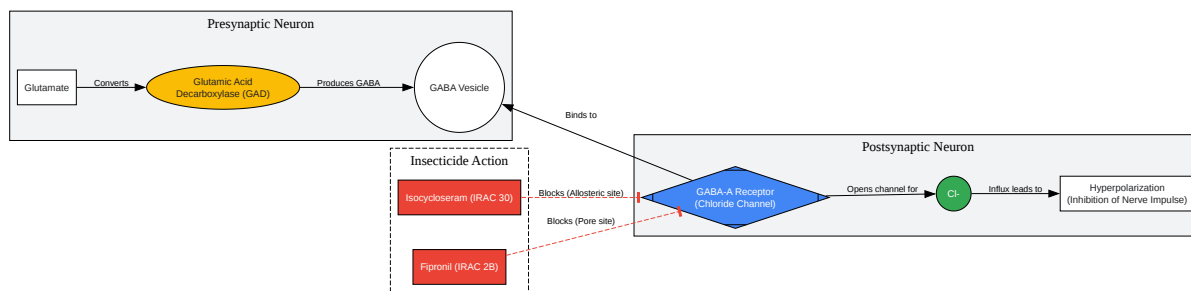 Presynaptic Neuron
Glutamate
Converts
Glutamic Acid
Decarboxylase (GAD)
Produces GABA
GABA Vesicle
Binds to
Insecticide Action
Isocycloseram (IRAC 30)
Blocks (Allosteric site)
Fipronil (IRAC 2B)
Blocks (Pore site)
Postsynaptic Neuron
GABA-A Receptor
(Chloride Channel)
Opens channel for
Cl-
Influx leads to
Hyperpolarization
(Inhibition of Nerve Impulse)